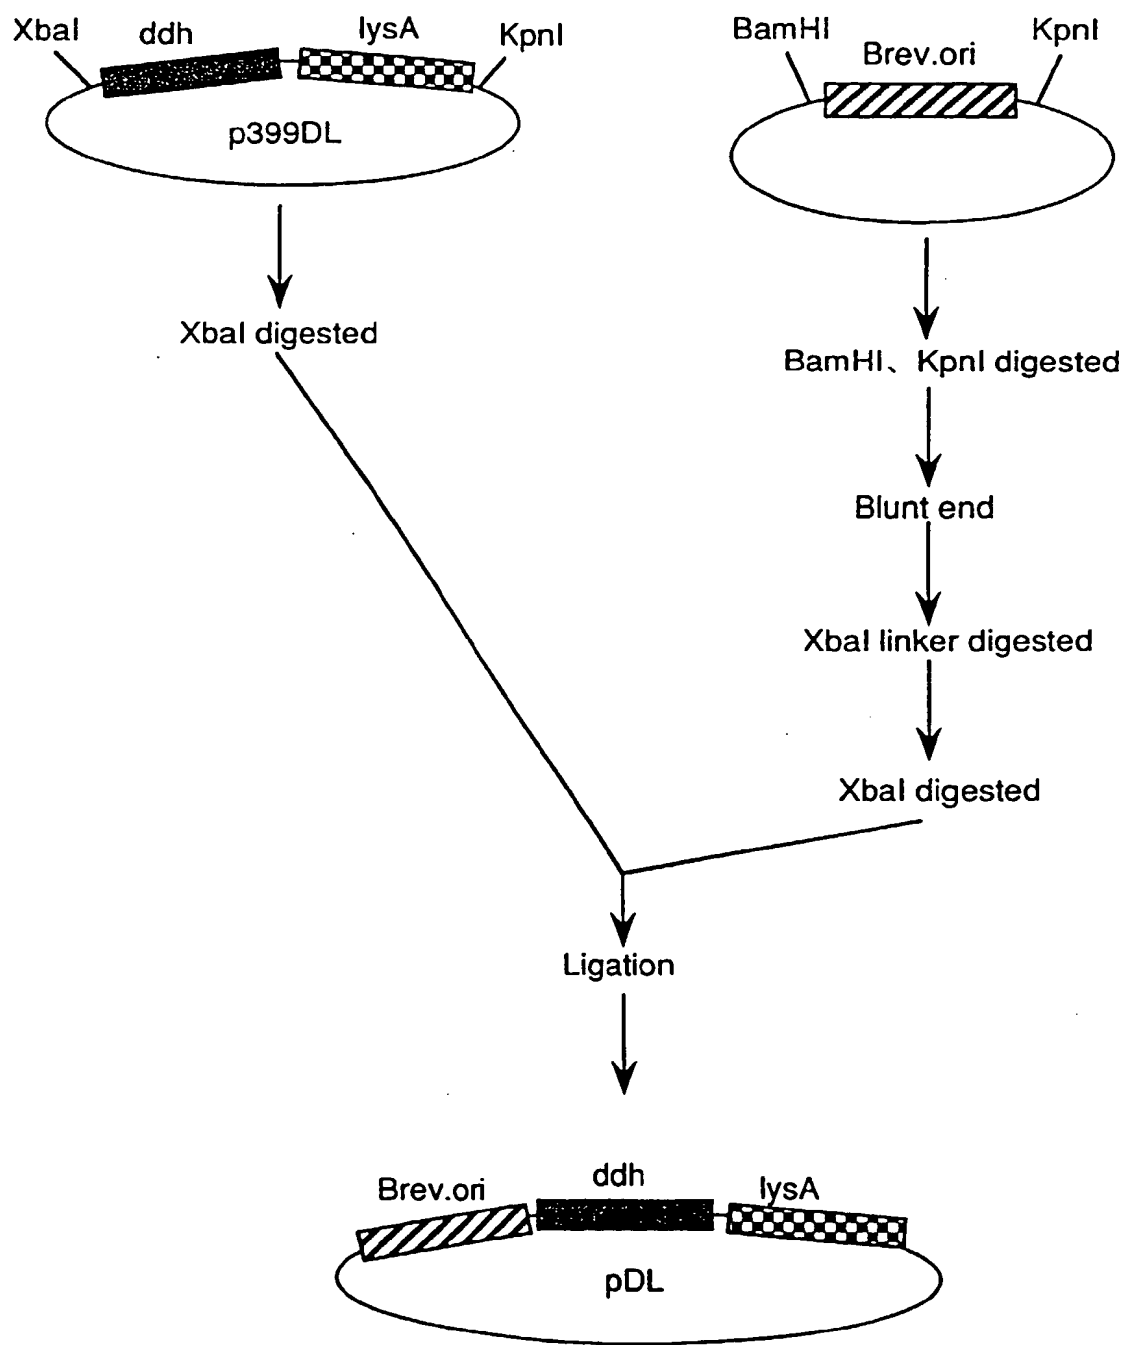 XbaI
ddh
lysA
KpnI
p399DL
BamHI
Brev.ori
KpnI
XbaI digested
BamHI、KpnI digested
Blunt end
XbaI linker digested
XbaI digested
Ligation
Brev.ori
ddh
lysA
pDL